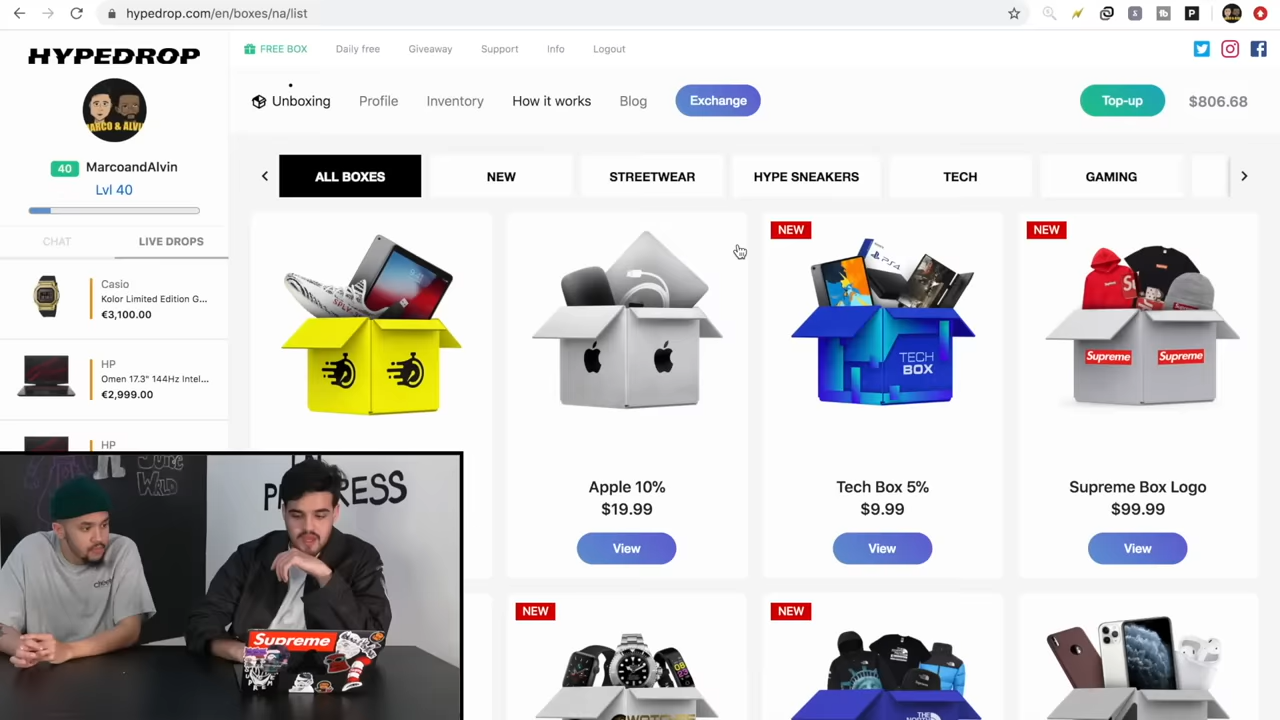 hypedrop.com/en/boxes/na/list
HYPEDROP
MARCO & ALVIN
40 MarcoandAlvin
Lvl 40
CHAT
LIVE DROPS
Casio
Kolor Limited Edition G...
€3,100.00
HP
Omen 17.3" 144Hz Intel...
€2,999.00
HP
FREE BOX
Daily free
Giveaway
Support
Info
Logout
Unboxing
Profile
Inventory
How it works
Blog
Exchange
Top-up
$806.68
ALL BOXES
NEW
STREETWEAR
HYPE SNEAKERS
TECH
GAMING
Apple 10%
$19.99
View
NEW
PS4
TECH
BOX
Tech Box 5%
$9.99
View
NEW
Supreme
Supreme
Supreme Box Logo
$99.99
View
NEW
NEW
WALD
Supreme